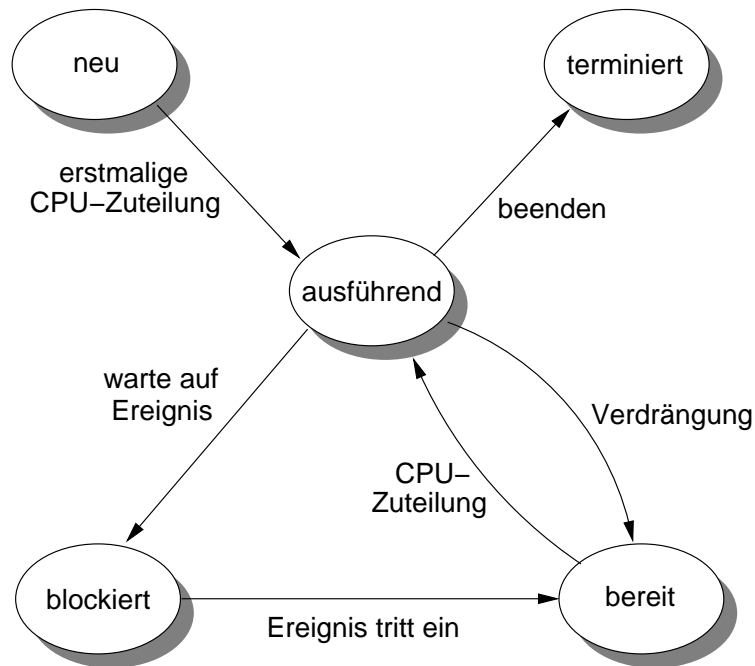 neu
terminiert
erstmalige
CPU–Zuteilung
beenden
ausführend
warte auf
Ereignis
Verdrängung
CPU–
Zuteilung
blockiert
bereit
Ereignis tritt ein